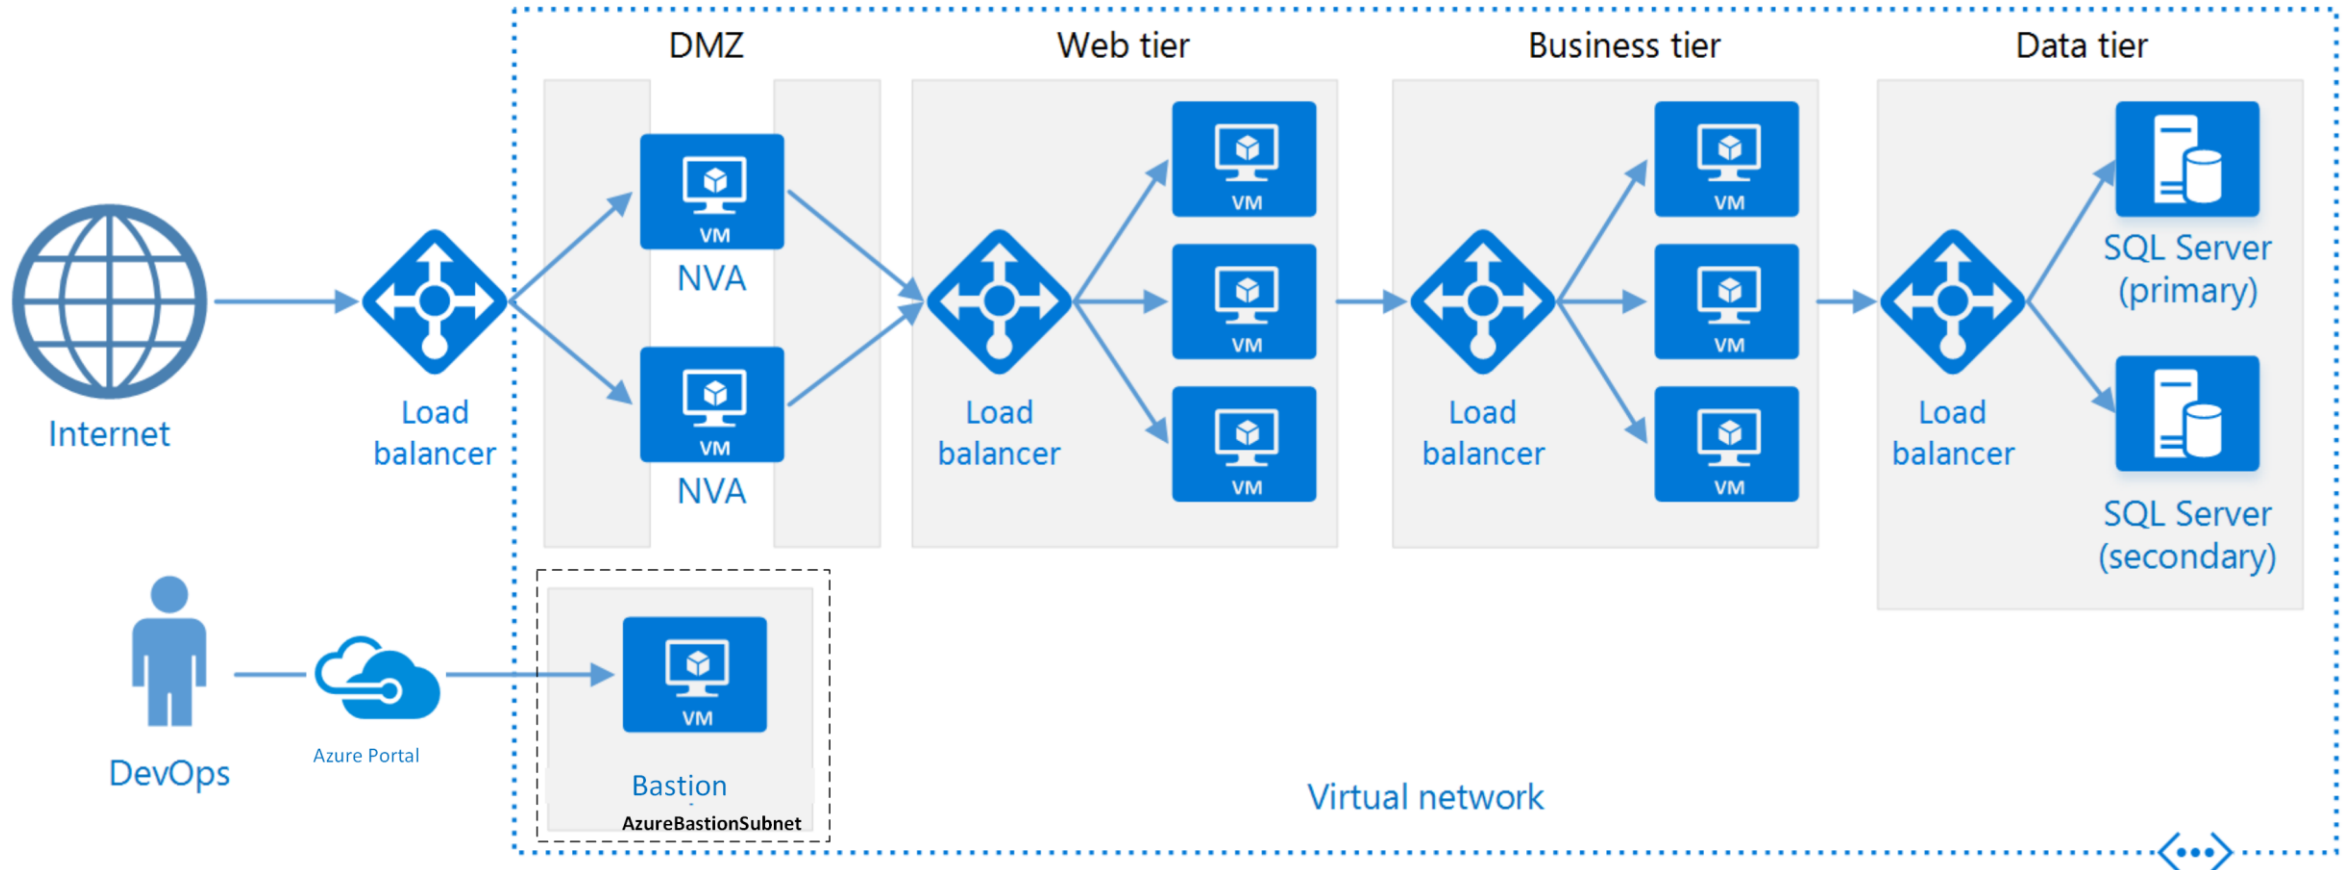 DMZ
Web tier
Business tier
Data tier
VM
NVA
VM
NVA
VM
VM
VM
VM
VM
VM
SQL Server
(primary)
SQL Server
(secondary)
Internet
Load
balancer
Load
balancer
Load
balancer
Load
balancer
DevOps
Azure Portal
VM
Bastion
AzureBastionSubnet
Virtual network